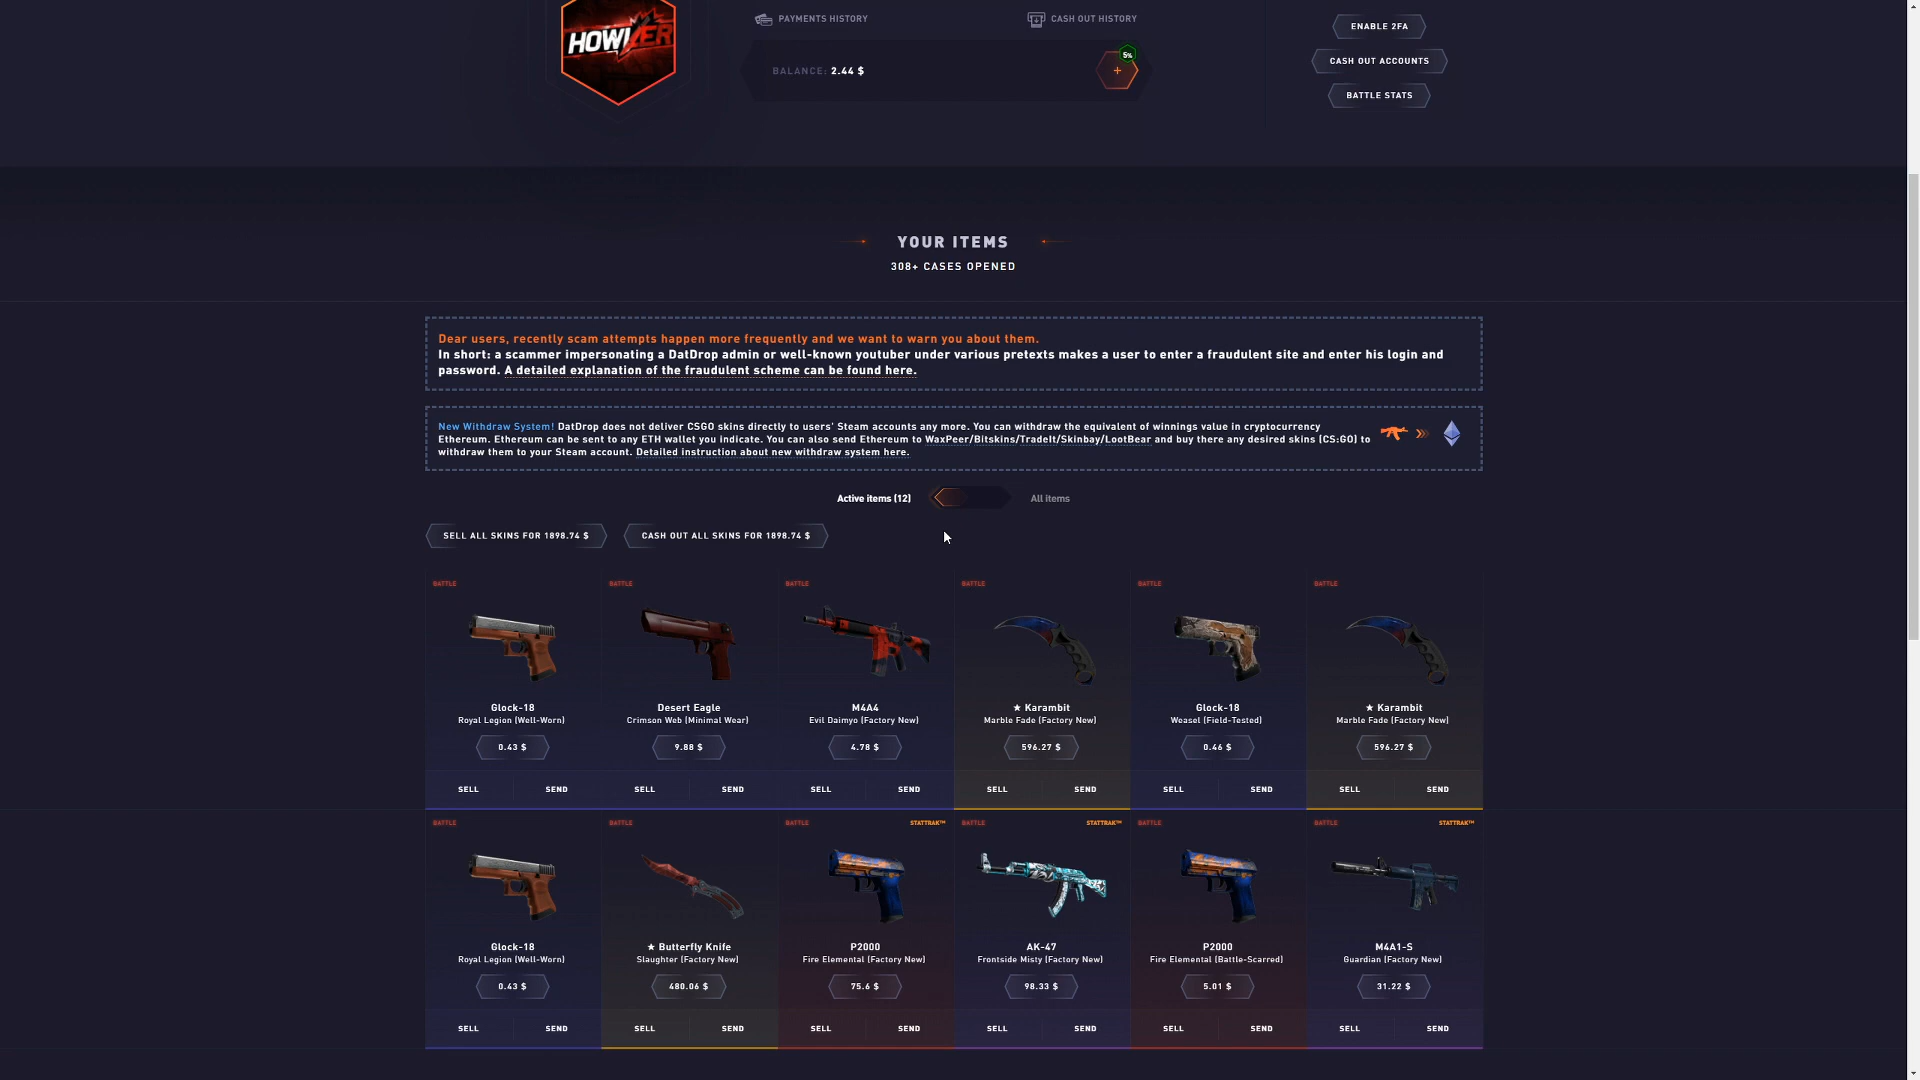 HOWLER
PAYMENTS HISTORY
CASH OUT HISTORY
BALANCE: 2.44 $
5%
+
ENABLE 2FA
CASH OUT ACCOUNTS
BATTLE STATS
YOUR ITEMS
308+ CASES OPENED
Dear users, recently scam attempts happen more frequently and we want to warn you about them.
In short: a scammer impersonating a DatDrop admin or well-known youtuber under various pretexts makes a user to enter a fraudulent site and enter his login and
password. A detailed explanation of the fraudulent scheme can be found here.
New Withdraw System! DatDrop does not deliver CSGO skins directly to users' Steam accounts any more. You can withdraw the equivalent of winnings value in cryptocurrency
Ethereum. Ethereum can be sent to any ETH wallet you indicate. You can also send Ethereum to WaxPeer/Bitskins/TradeIt/Skinbay/LootBear and buy there any desired skins (CS:GO) to
withdraw them to your Steam account. Detailed instruction about new withdraw system here.
Active items (12) All items
SELL ALL SKINS FOR 1898.74 $ CASH OUT ALL SKINS FOR 1898.74 $
BATTLE BATTLE BATTLE BATTLE BATTLE BATTLE
Glock-18 Desert Eagle M4A4 ★ Karambit Glock-18 ★ Karambit
Royal Legion (Well-Worn) Crimson Web (Minimal Wear) Evil Daimyo (Factory New) Marble Fade (Factory New) Weasel (Field-Tested) Marble Fade (Factory New)
0.43 $ 9.88 $ 4.78 $ 596.27 $ 0.46 $ 596.27 $
SELL SEND SELL SEND SELL SEND SELL SEND SELL SEND SELL SEND
BATTLE BATTLE BATTLE STATTRAK™ BATTLE STATTRAK™ BATTLE BATTLE STATTRAK™
Glock-18 ★ Butterfly Knife P2000 AK-47 P2000 M4A1-S
Royal Legion (Well-Worn) Slaughter (Factory New) Fire Elemental (Factory New) Frontside Misty (Factory New) Fire Elemental (Battle-Scarred) Guardian (Factory New)
0.43 $ 480.06 $ 75.6 $ 98.33 $ 5.01 $ 31.22 $
SELL SEND SELL SEND SELL SEND SELL SEND SELL SEND SELL SEND